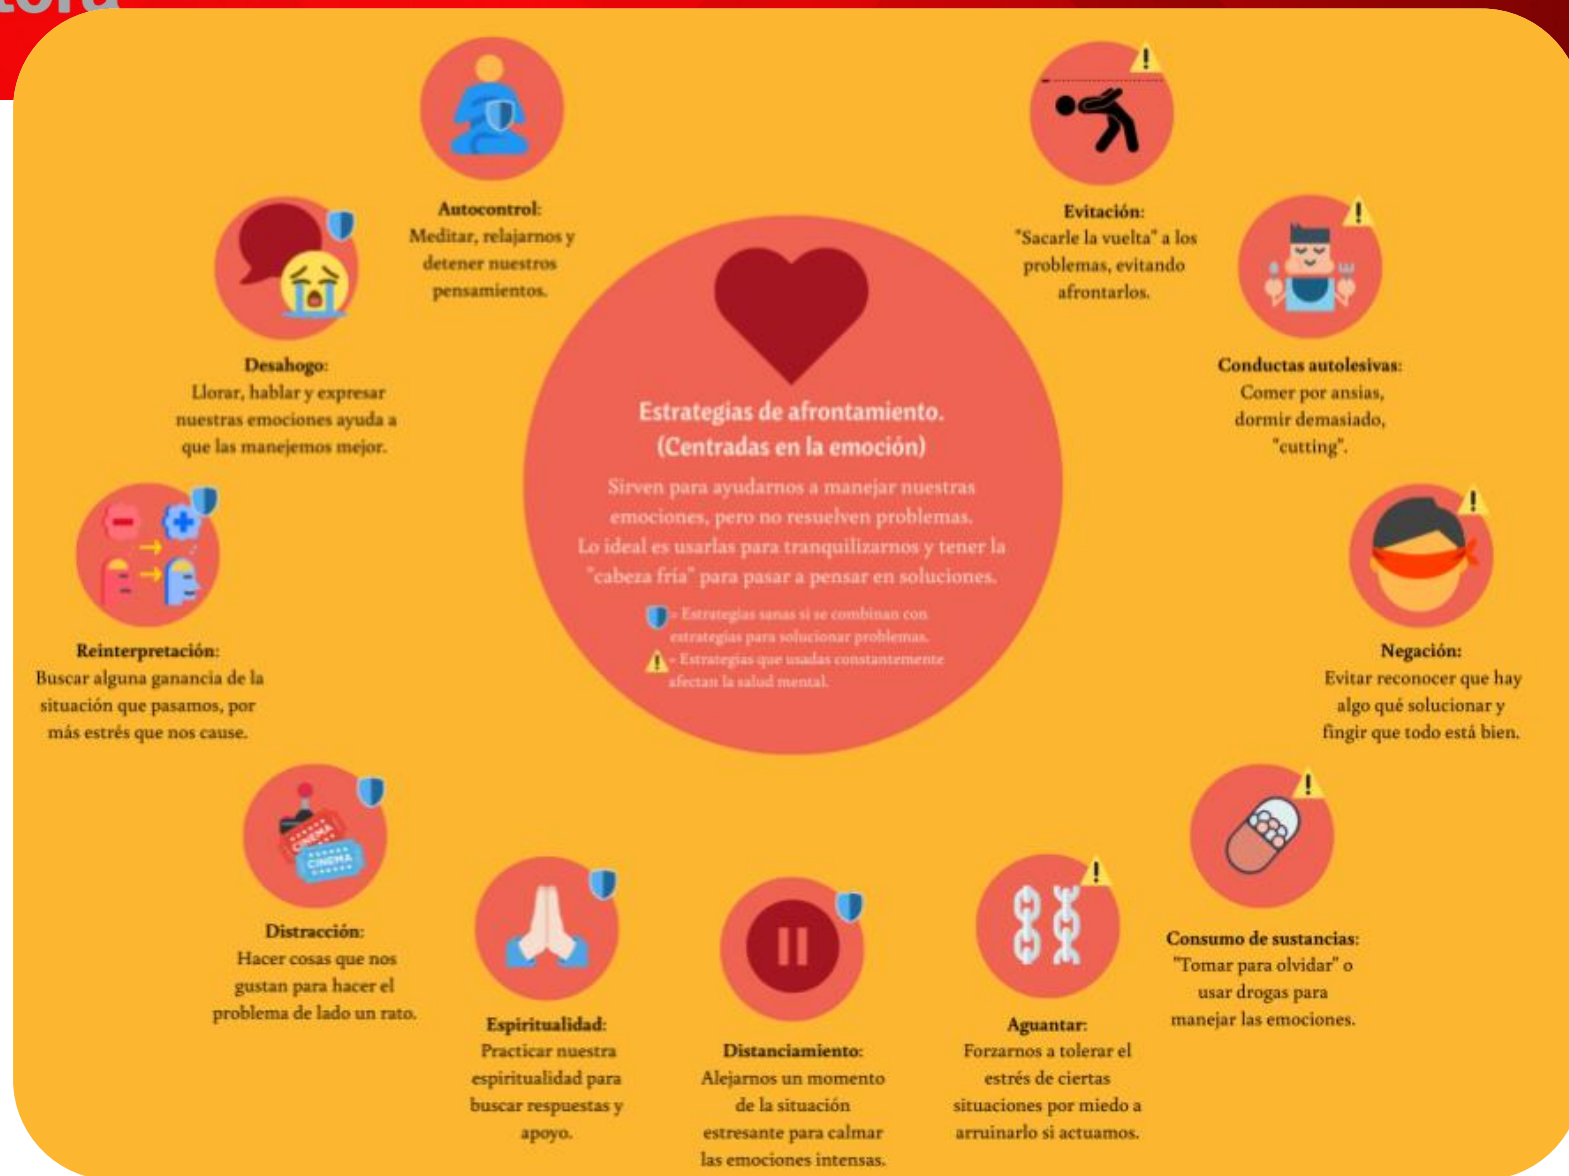 Autocontrol:
Meditar, relajarnos y
detener nuestros
pensamientos.
Evitación:
"Sacarle la vuelta" a los
problemas, evitando
afrontarlos.
Desahogo:
Llorar, hablar y expresar
nuestras emociones ayuda a
que las manejemos mejor.
Conductas autolesivas:
Comer por ansias,
dormir demasiado,
"cutting".
Estrategias de afrontamiento.
(Centradas en la emoción)
Sirven para ayudarnos a manejar nuestras
emociones, pero no resuelven problemas.
Lo ideal es usarlas para tranquilizarnos y tener la
"cabeza fría" para pasar a pensar en soluciones.
= Estrategias sanas si se combinan con
estrategias para solucionar problemas.
= Estrategias que usadas constantemente
afectan la salud mental.
Reinterpretación:
Buscar alguna ganancia de la
situación que pasamos, por
más estrés que nos cause.
Negación:
Evitar reconocer que hay
algo qué solucionar y
fingir que todo está bien.
CINEMA
CINEMA
Distracción:
Hacer cosas que nos
gustan para hacer el
problema de lado un rato.
Consumo de sustancias:
"Tomar para olvidar" o
usar drogas para
manejar las emociones.
Espiritualidad:
Practicar nuestra
espiritualidad para
buscar respuestas y
apoyo.
Distanciamiento:
Alejarnos un momento
de la situación
estresante para calmar
las emociones intensas.
Aguantar:
Forzarnos a tolerar el
estrés de ciertas
situaciones por miedo a
arruinarlo si actuamos.